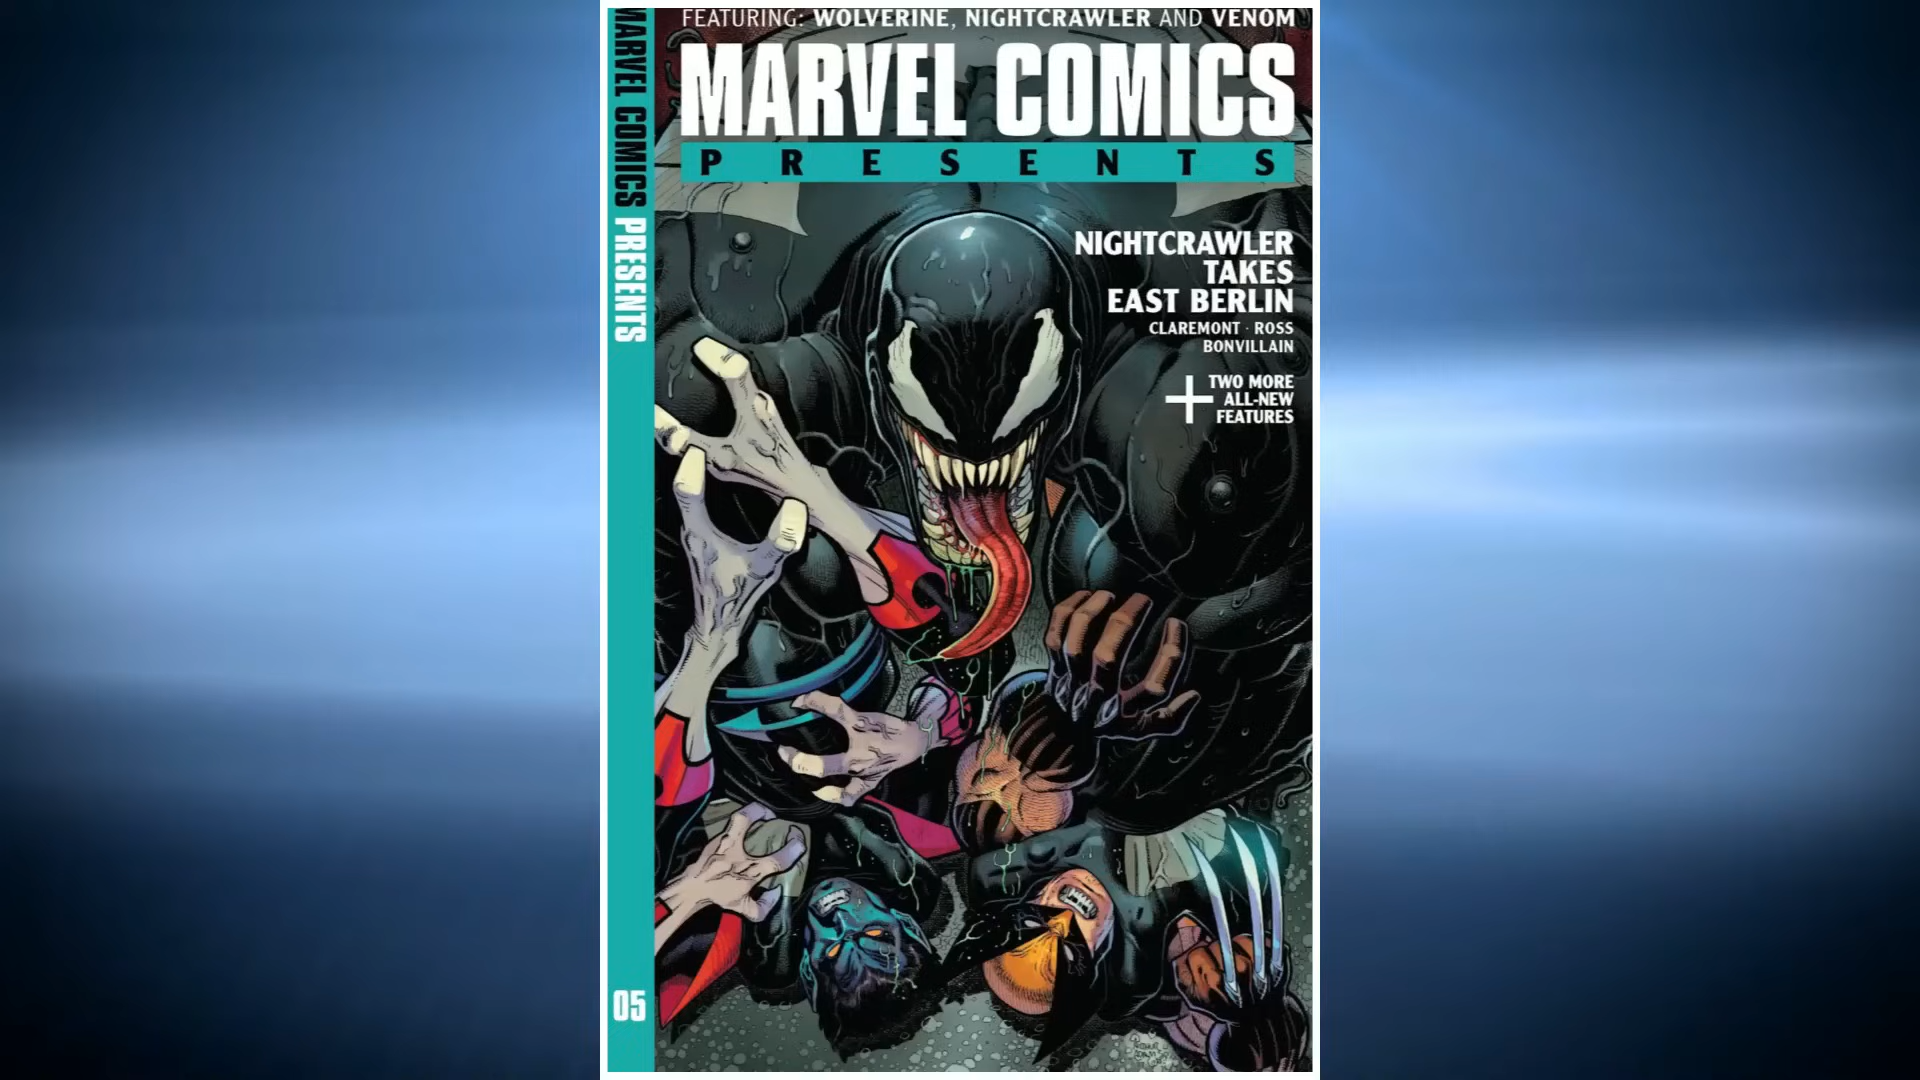 FEATURING: WOLVERINE, NIGHTCRAWLER AND VENOM
MARVEL COMICS
PRESENTS
MARVEL COMICS PRESENTS
NIGHTCRAWLER
TAKES
EAST BERLIN
CLAREMONT · ROSS
BONVILLAIN
+ TWO MORE
ALL-NEW
FEATURES
05